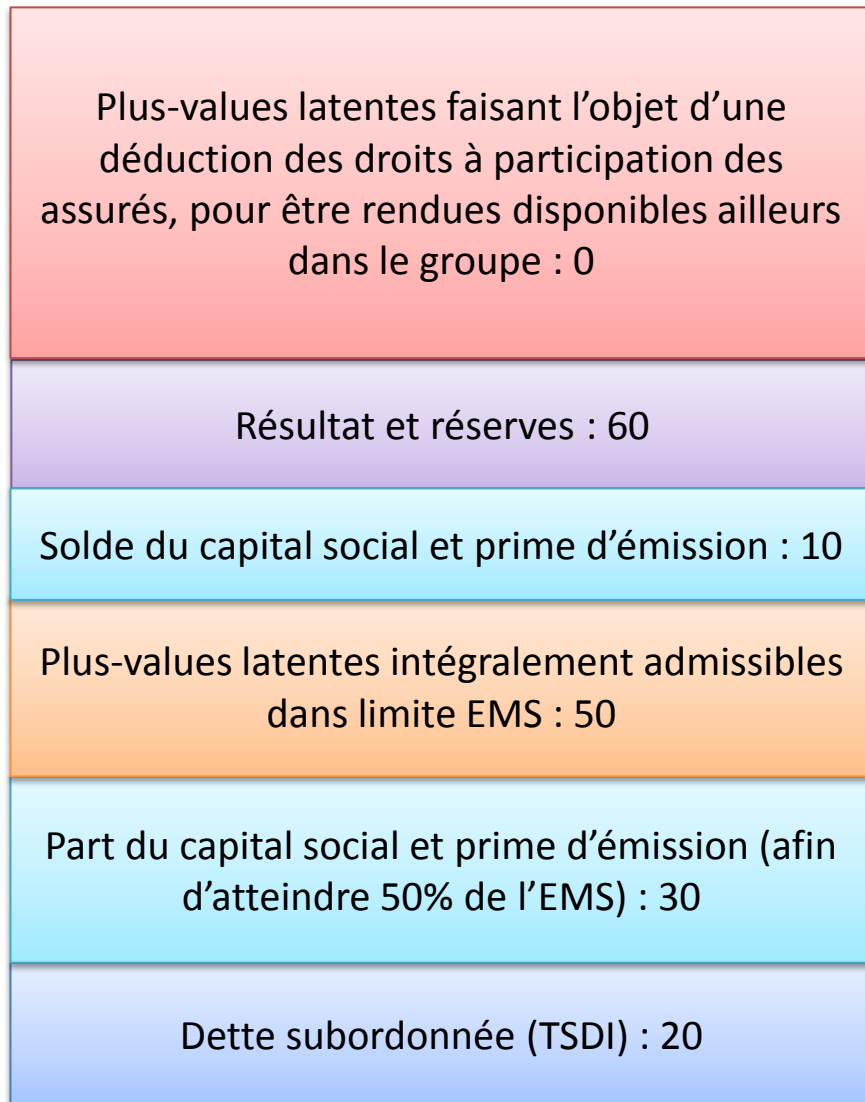 Plus-values latentes faisant l’objet d’une
déduction des droits à participation des
assurés, pour être rendues disponibles ailleurs
dans le groupe : 0
Résultat et réserves : 60
Solde du capital social et prime d’émission : 10
Plus-values latentes intégralement admissibles
dans limite EMS : 50
Part du capital social et prime d’émission (afin
d’atteindre 50% de l’EMS) : 30
Dette subordonnée (TSDI) : 20